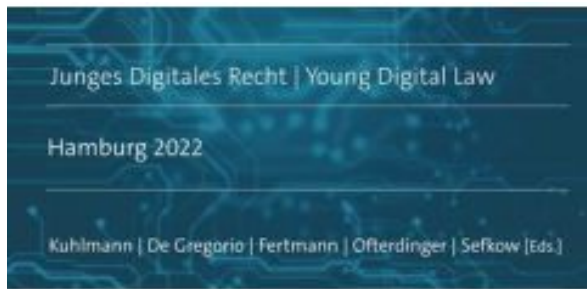 Junges Digitales Recht | Young Digital Law
Hamburg 2022
Kuhlmann | De Gregorio | Fertmann | Ofterdinger | Sefkow [Eds.]